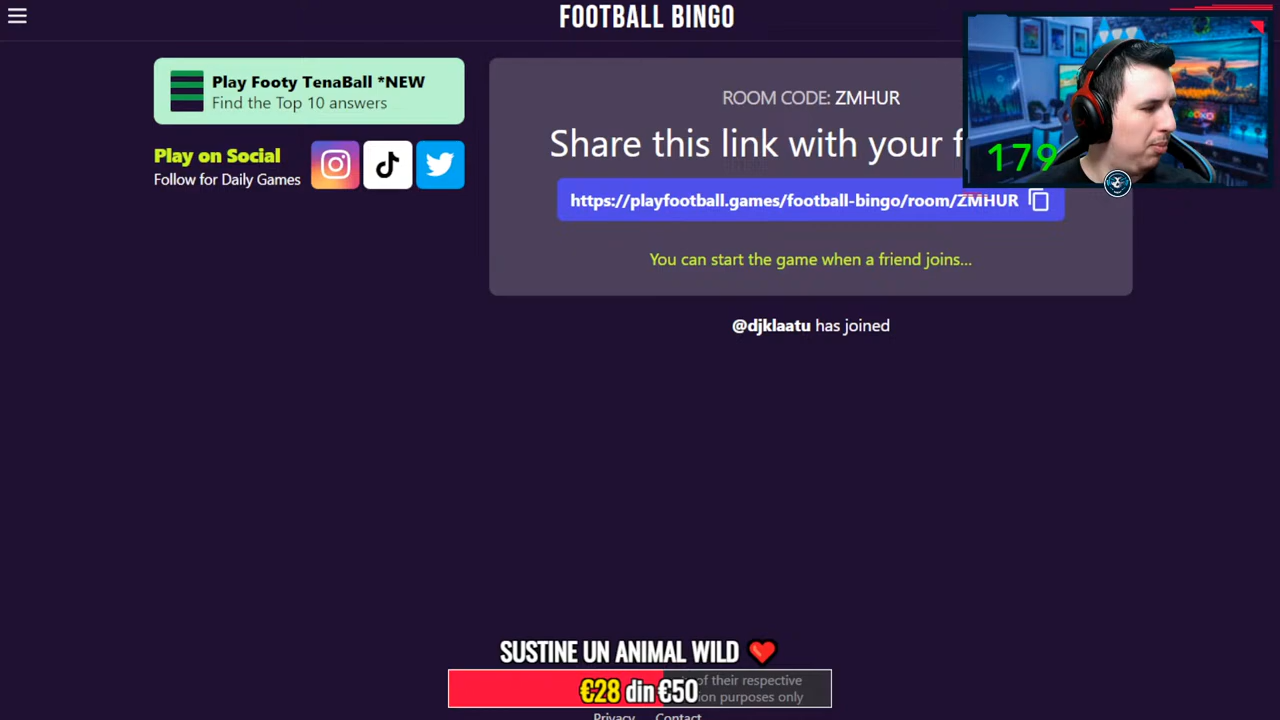 FOOTBALL BINGO
Play Footy TenaBall *NEW
Find the Top 10 answers
Play on Social
Follow for Daily Games
ROOM CODE: ZMHUR
Share this link with your f
https://playfootball.games/football-bingo/room/ZMHUR
You can start the game when a friend joins...
@djklaatu has joined
179
SUSTINE UN ANIMAL WILD ❤️
€28 din €50
of their respective
on purposes only
Privacy Contact